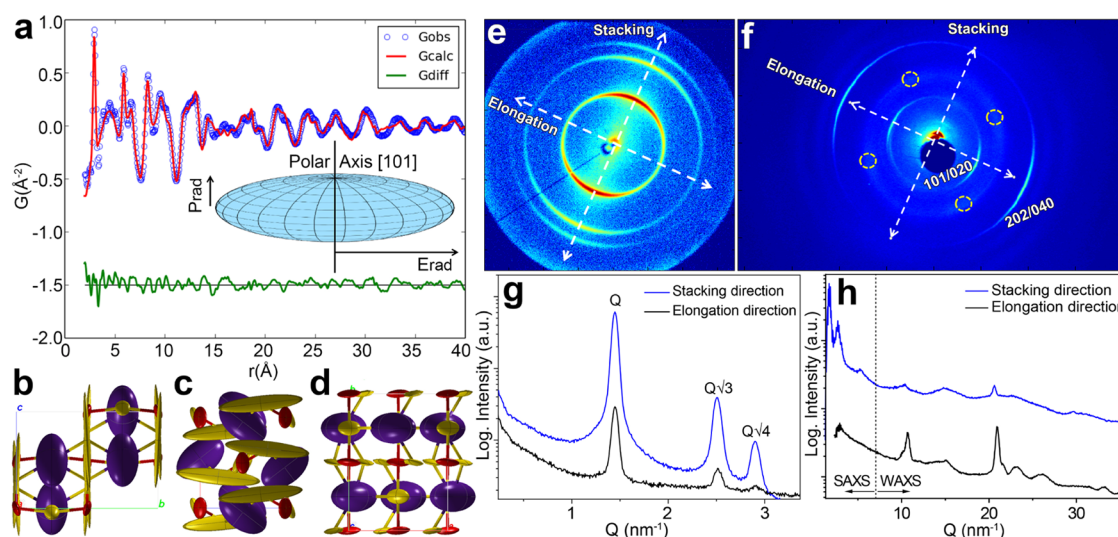 a
1.0
0.5
0.0
-0.5
-1.0
-1.5
-2.0
G(Å⁻²)
Gobs
Gcalc
Gdiff
Polar Axis [101]
Prad
Erad
0 5 10 15 20 25 30 35 40
r(Å)
b
c
b
c
d
e
Stacking
Elongation
f
Stacking
Elongation
101/020
202/040
g
Stacking direction
Elongation direction
Q
Q√3
Q√4
Log. Intensity (a.u.)
1 2 3
Q (nm⁻¹)
h
Stacking direction
Elongation direction
Log. Intensity (a.u.)
SAXS WAXS
10 20 30
Q (nm⁻¹)